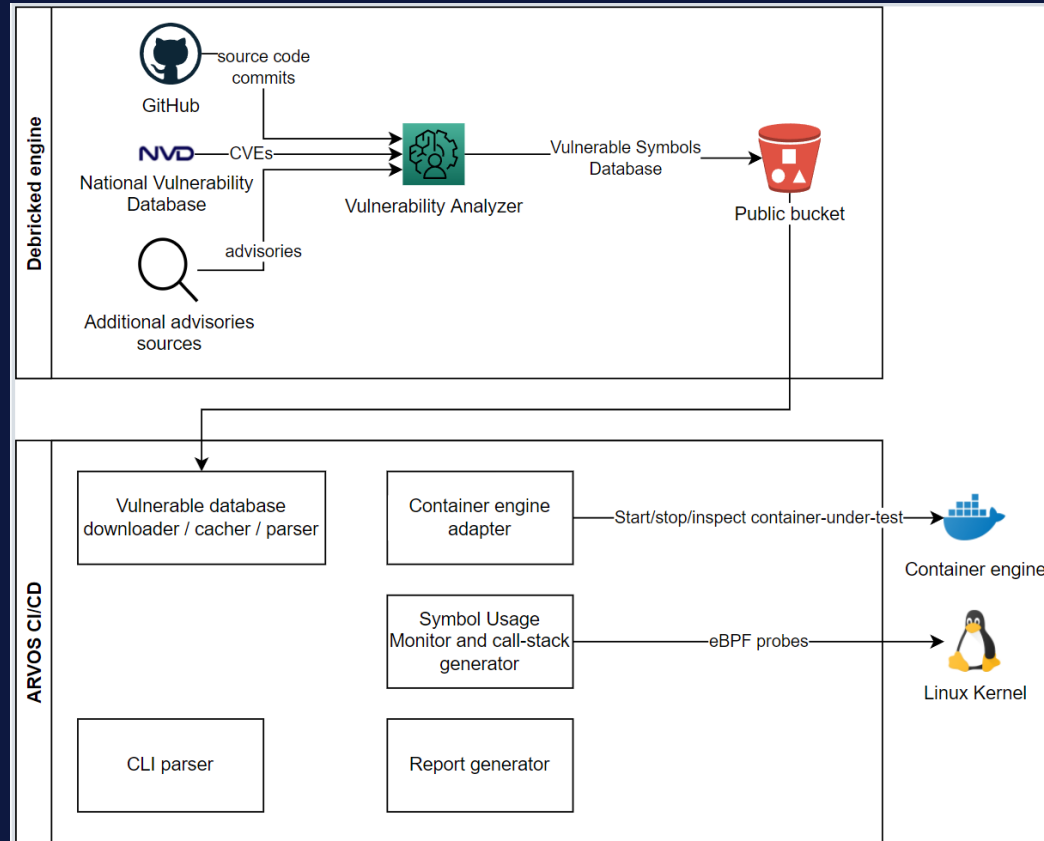 Debricked engine
source code
commits
GitHub
NVD
CVEs
National Vulnerability
Database
advisories
Additional advisories
sources
Vulnerability Analyzer
Vulnerable Symbols
Database
Public bucket
ARVOS CI/CD
Vulnerable database
downloader / cacher / parser
Container engine
adapter
Start/stop/inspect container-under-test
Container engine
Symbol Usage
Monitor and call-stack
generator
eBPF probes
Linux Kernel
CLI parser
Report generator